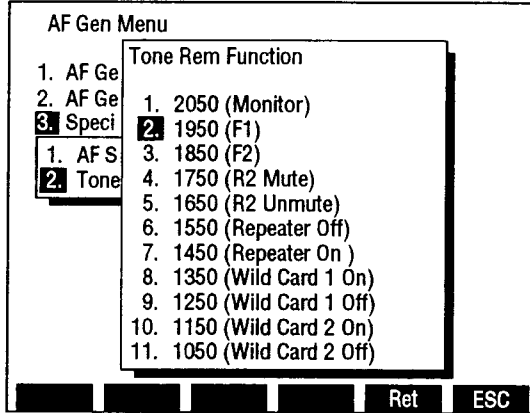 AF Gen Menu
1. AF Ge
2. AF Ge
3. Speci
1. AF S
2. Tone
Tone Rem Function
1. 2050 (Monitor)
2. 1950 (F1)
3. 1850 (F2)
4. 1750 (R2 Mute)
5. 1650 (R2 Unmute)
6. 1550 (Repeater Off)
7. 1450 (Repeater On )
8. 1350 (Wild Card 1 On)
9. 1250 (Wild Card 1 Off)
10. 1150 (Wild Card 2 On)
11. 1050 (Wild Card 2 Off)
Ret ESC